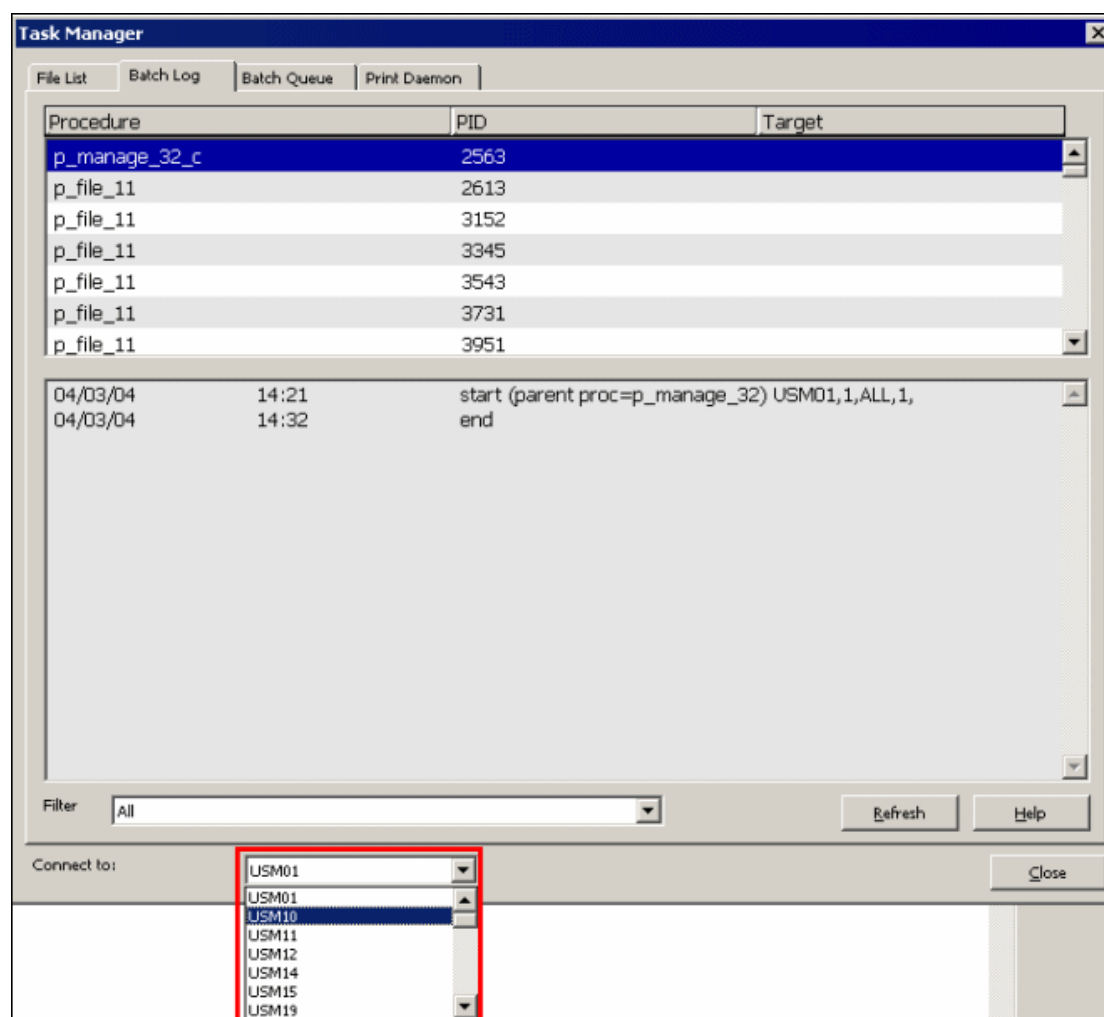 Task Manager
File List Batch Log Batch Queue Print Daemon
Procedure PID Target
p_manage_32_c 2563
p_file_11 2613
p_file_11 3152
p_file_11 3345
p_file_11 3543
p_file_11 3731
p_file_11 3951
04/03/04 14:21 start (parent proc=p_manage_32) USM01,1,ALL,1,
04/03/04 14:32 end
Filter All Refresh Help
Connect to: USM01 Close
USM01
USM10
USM11
USM12
USM14
USM15
USM19